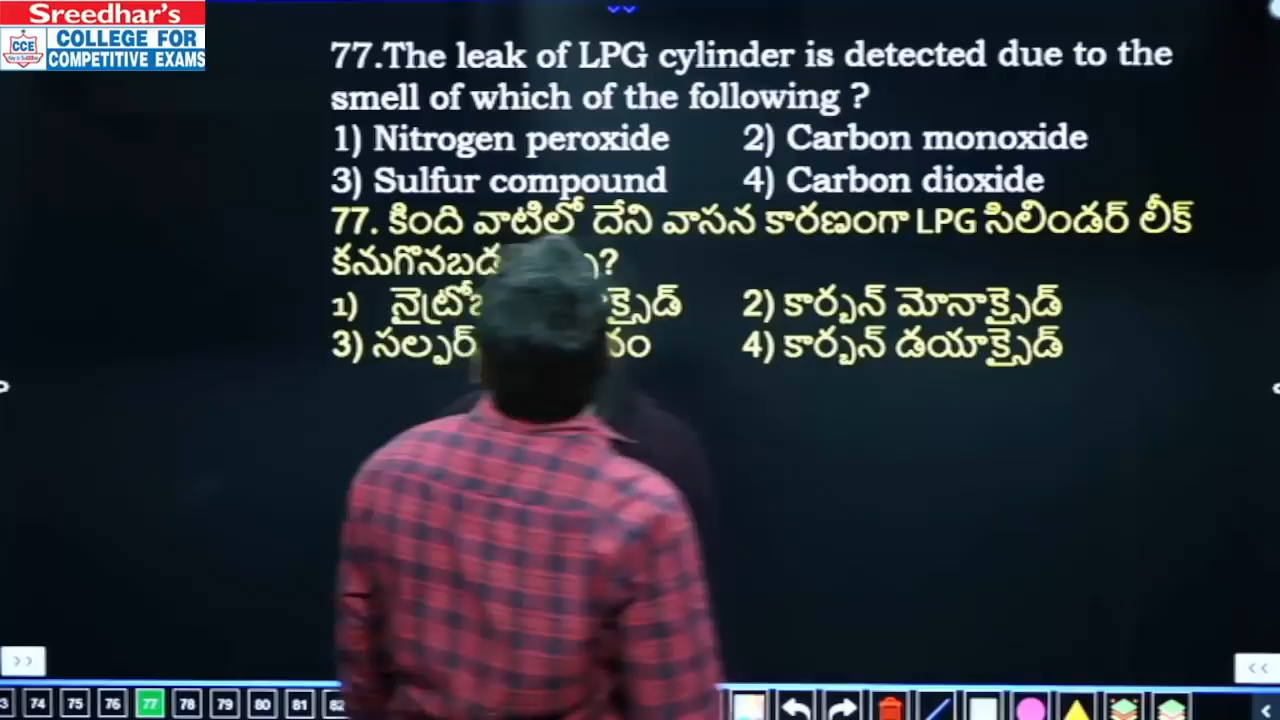 Sreedhar's
CCE
COLLEGE FOR
COMPETITIVE EXAMS
77.The leak of LPG cylinder is detected due to the
smell of which of the following ?
1) Nitrogen peroxide 2) Carbon monoxide
3) Sulfur compound 4) Carbon dioxide
77. కింది వాటిలో దేని వాసన కారణంగా LPG సిలిండర్ లీక్
?
1) 2) కార్బన్ మోనాక్సైడ్
3) సల్ఫర్ 4) కార్బన్ డయాక్సైడ్
>> <<
74 75 76 77 78 79 80 81 82 <